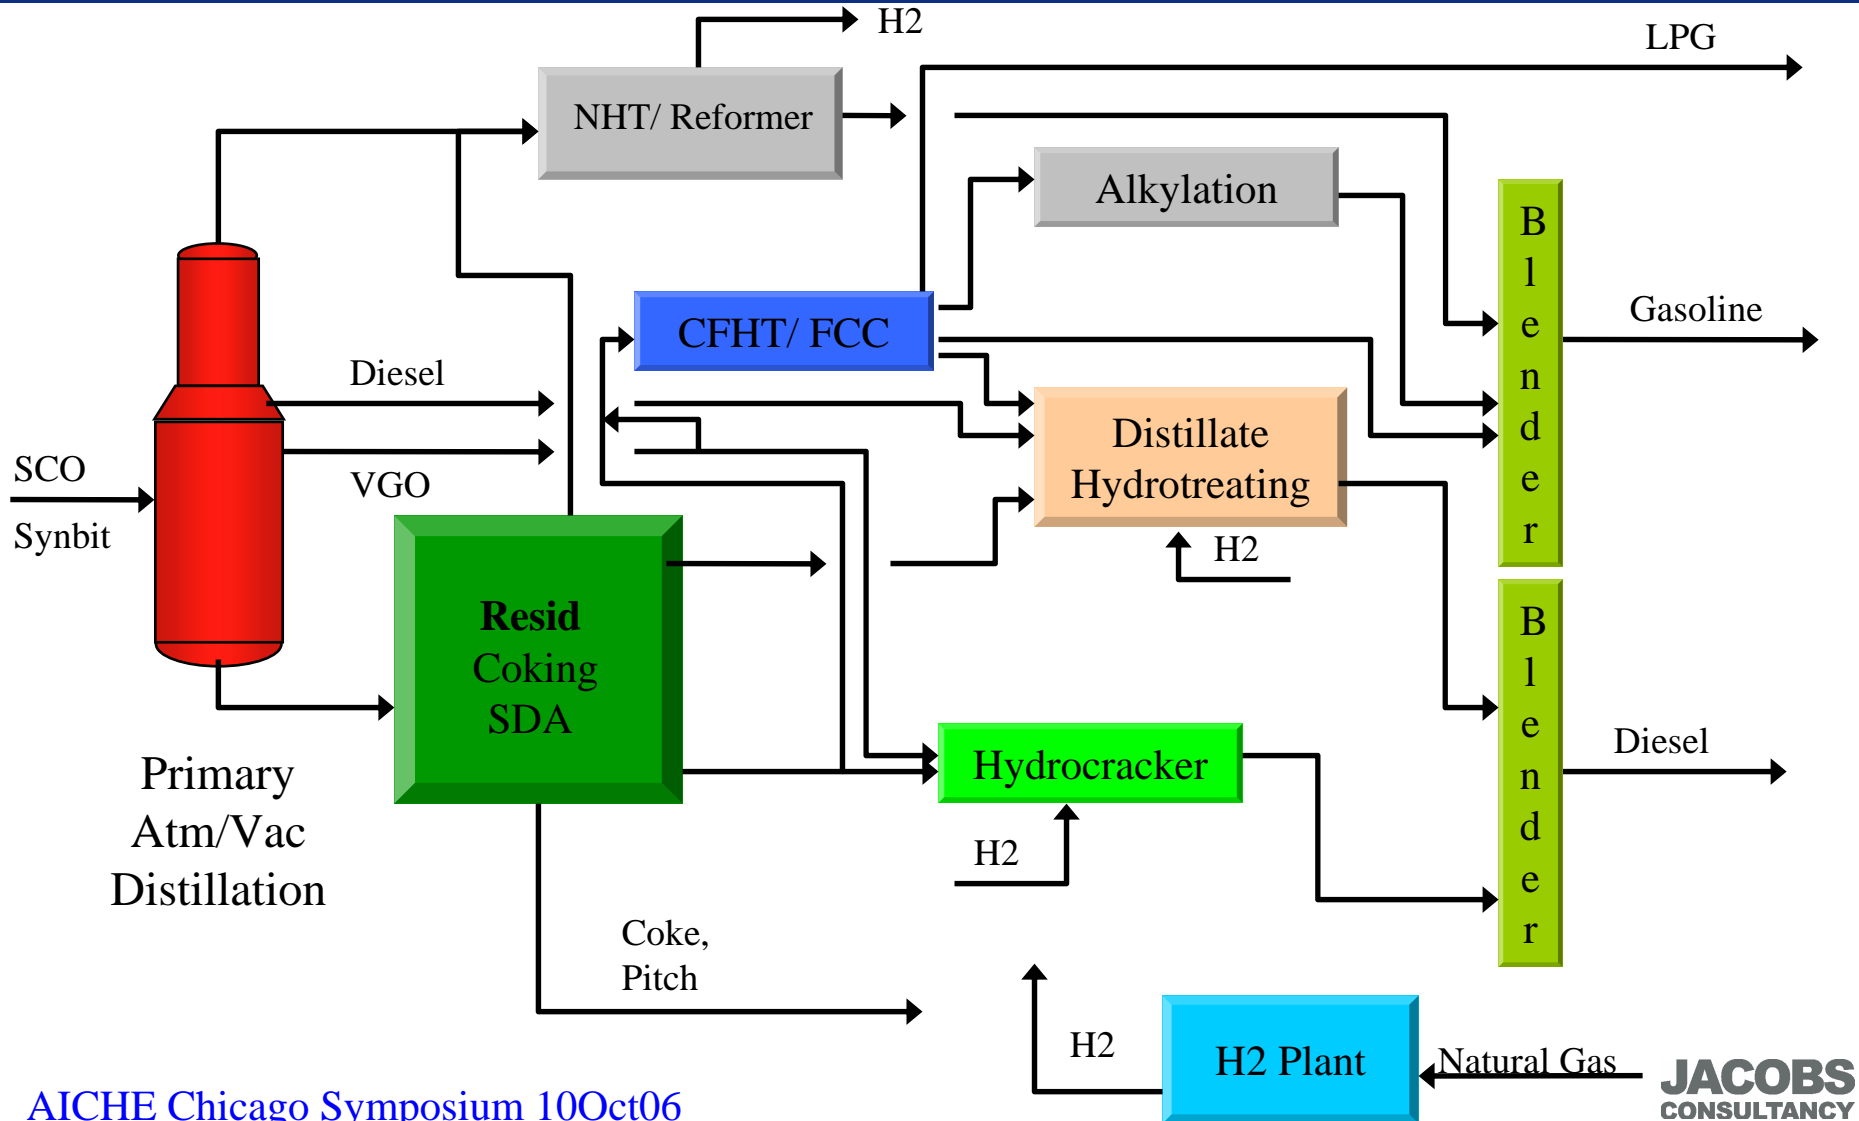 H2
LPG
NHT/ Reformer
Alkylation
B
l
e
n
d
e
r
Gasoline
CFHT/ FCC
Diesel
Distillate
Hydrotreating
SCO
VGO
Synbit
H2
Resid
Coking
SDA
B
l
e
n
d
e
r
Diesel
Hydrocracker
Primary
Atm/Vac
Distillation
H2
Coke,
Pitch
H2
H2 Plant
Natural Gas
JACOBS
CONSULTANCY
AICHE Chicago Symposium 10Oct06